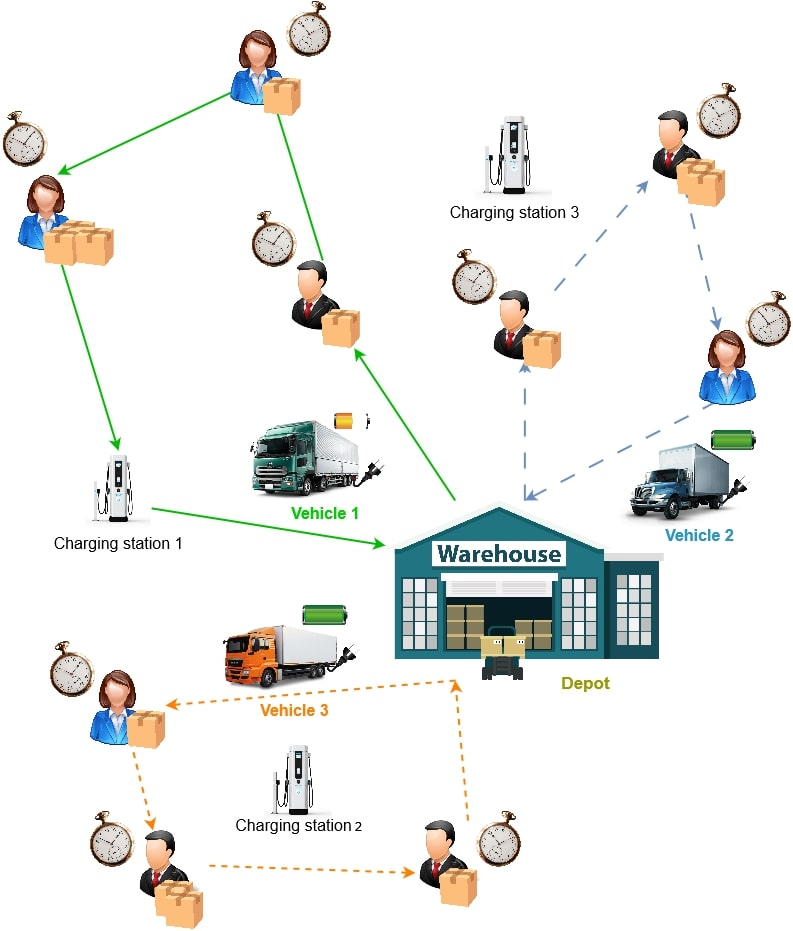 Charging station 3
Vehicle 1
Vehicle 2
Charging station 1
Warehouse
Depot
Vehicle 3
Charging station 2